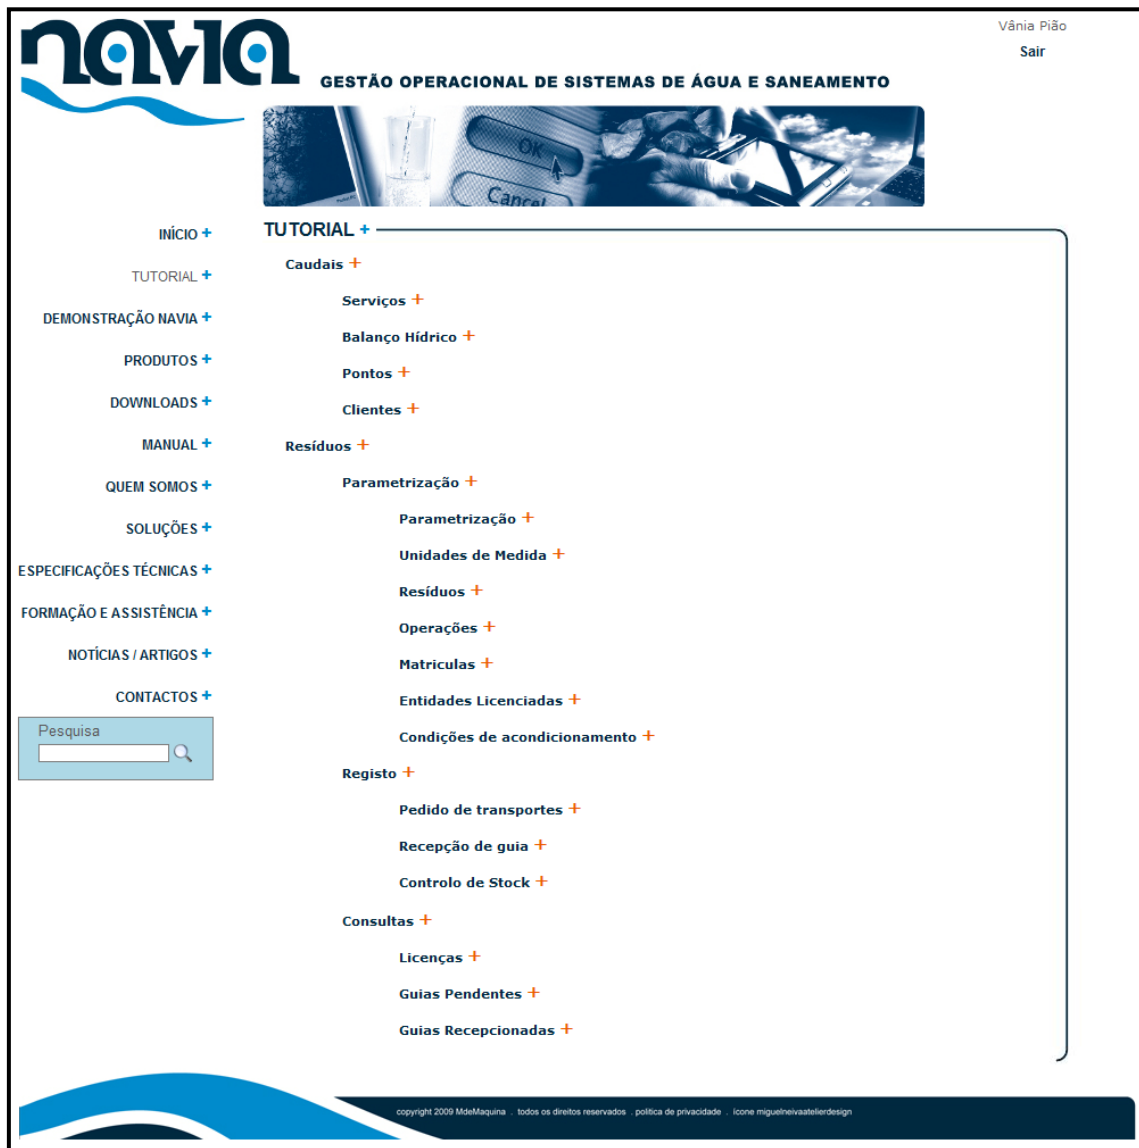 navia
Vânia Pião
Sair
GESTÃO OPERACIONAL DE SISTEMAS DE ÁGUA E SANEAMENTO
OK
Cancel
INÍCIO +
TUTORIAL +
DEMONSTRAÇÃO NAVIA +
PRODUTOS +
DOWNLOADS +
MANUAL +
QUEM SOMOS +
SOLUÇÕES +
ESPECIFICAÇÕES TÉCNICAS +
FORMAÇÃO E ASSISTÊNCIA +
NOTÍCIAS / ARTIGOS +
CONTACTOS +
Pesquisa
TUTORIAL +
Caudais +
Serviços +
Balanço Hídrico +
Pontos +
Clientes +
Resíduos +
Parametrização +
Parametrização +
Unidades de Medida +
Resíduos +
Operações +
Matriculas +
Entidades Licenciadas +
Condições de acondicionamento +
Registo +
Pedido de transportes +
Recepção de guia +
Controlo de Stock +
Consultas +
Licenças +
Guias Pendentes +
Guias Recepcionadas +
copyright 2009 MdeMaquina . todos os direitos reservados . politica de privacidade . ícone miguelneivaatelierdesign